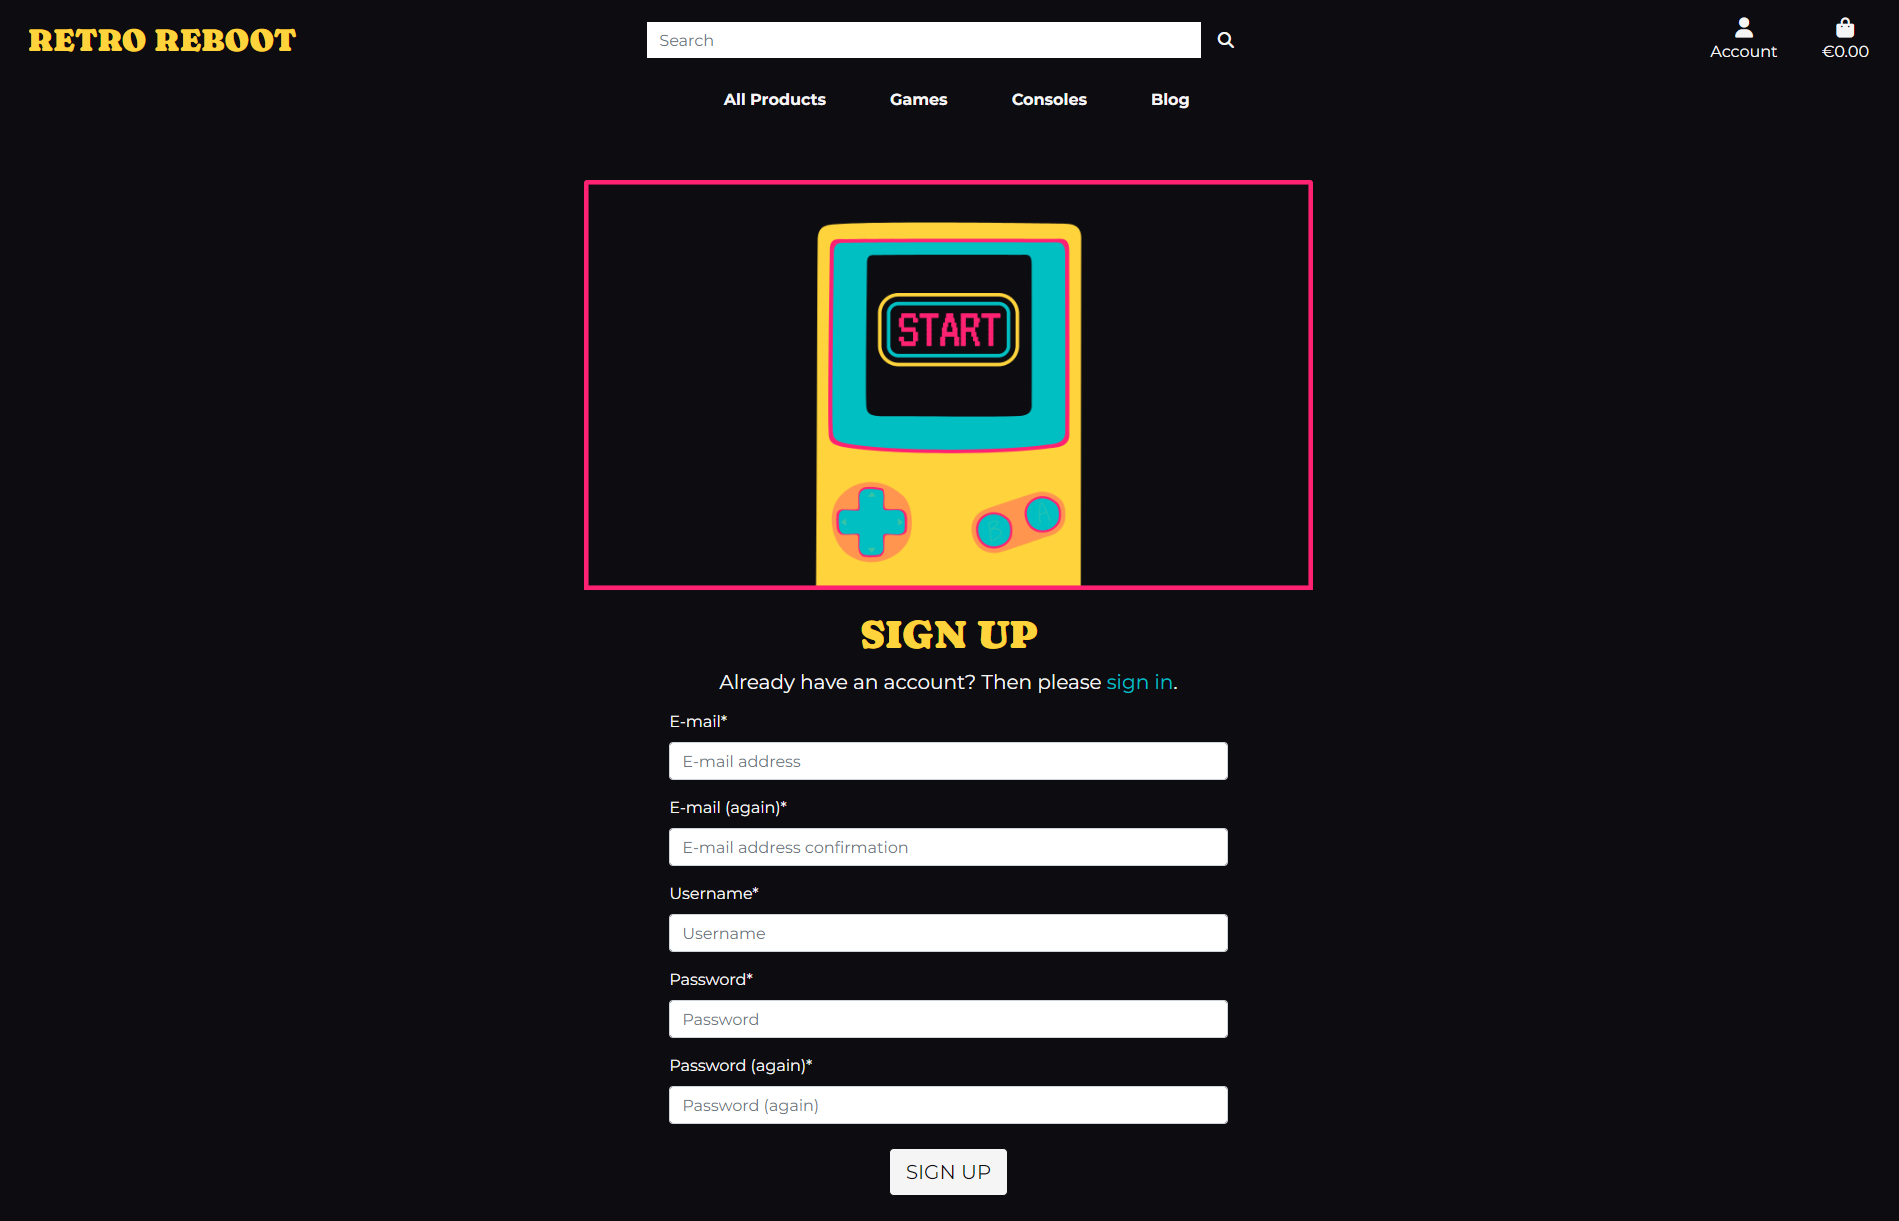 RETRO REBOOT
Search
Account
€0.00
All Products
Games
Consoles
Blog
START
B
A
SIGN UP
Already have an account? Then please sign in.
E-mail*
E-mail address
E-mail (again)*
E-mail address confirmation
Username*
Username
Password*
Password
Password (again)*
Password (again)
SIGN UP